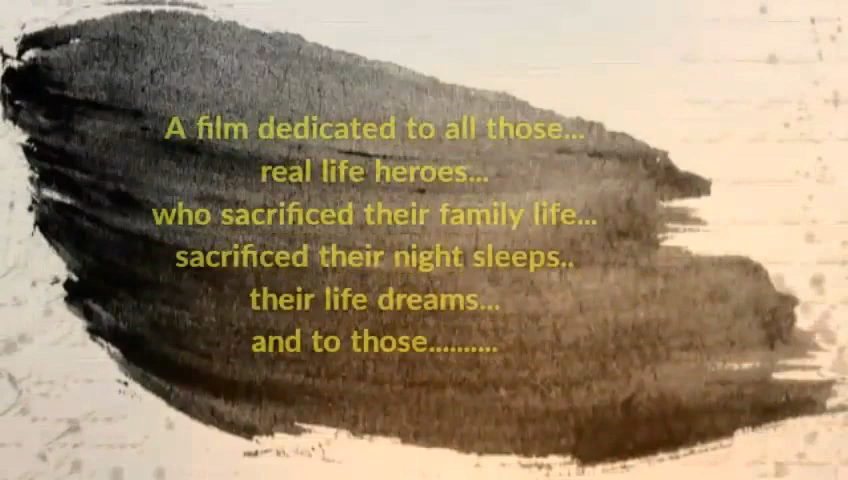 A film dedicated to all those...
real life heroes...
who sacrificed their family life...
sacrificed their night sleeps..
their life dreams...
and to those..........